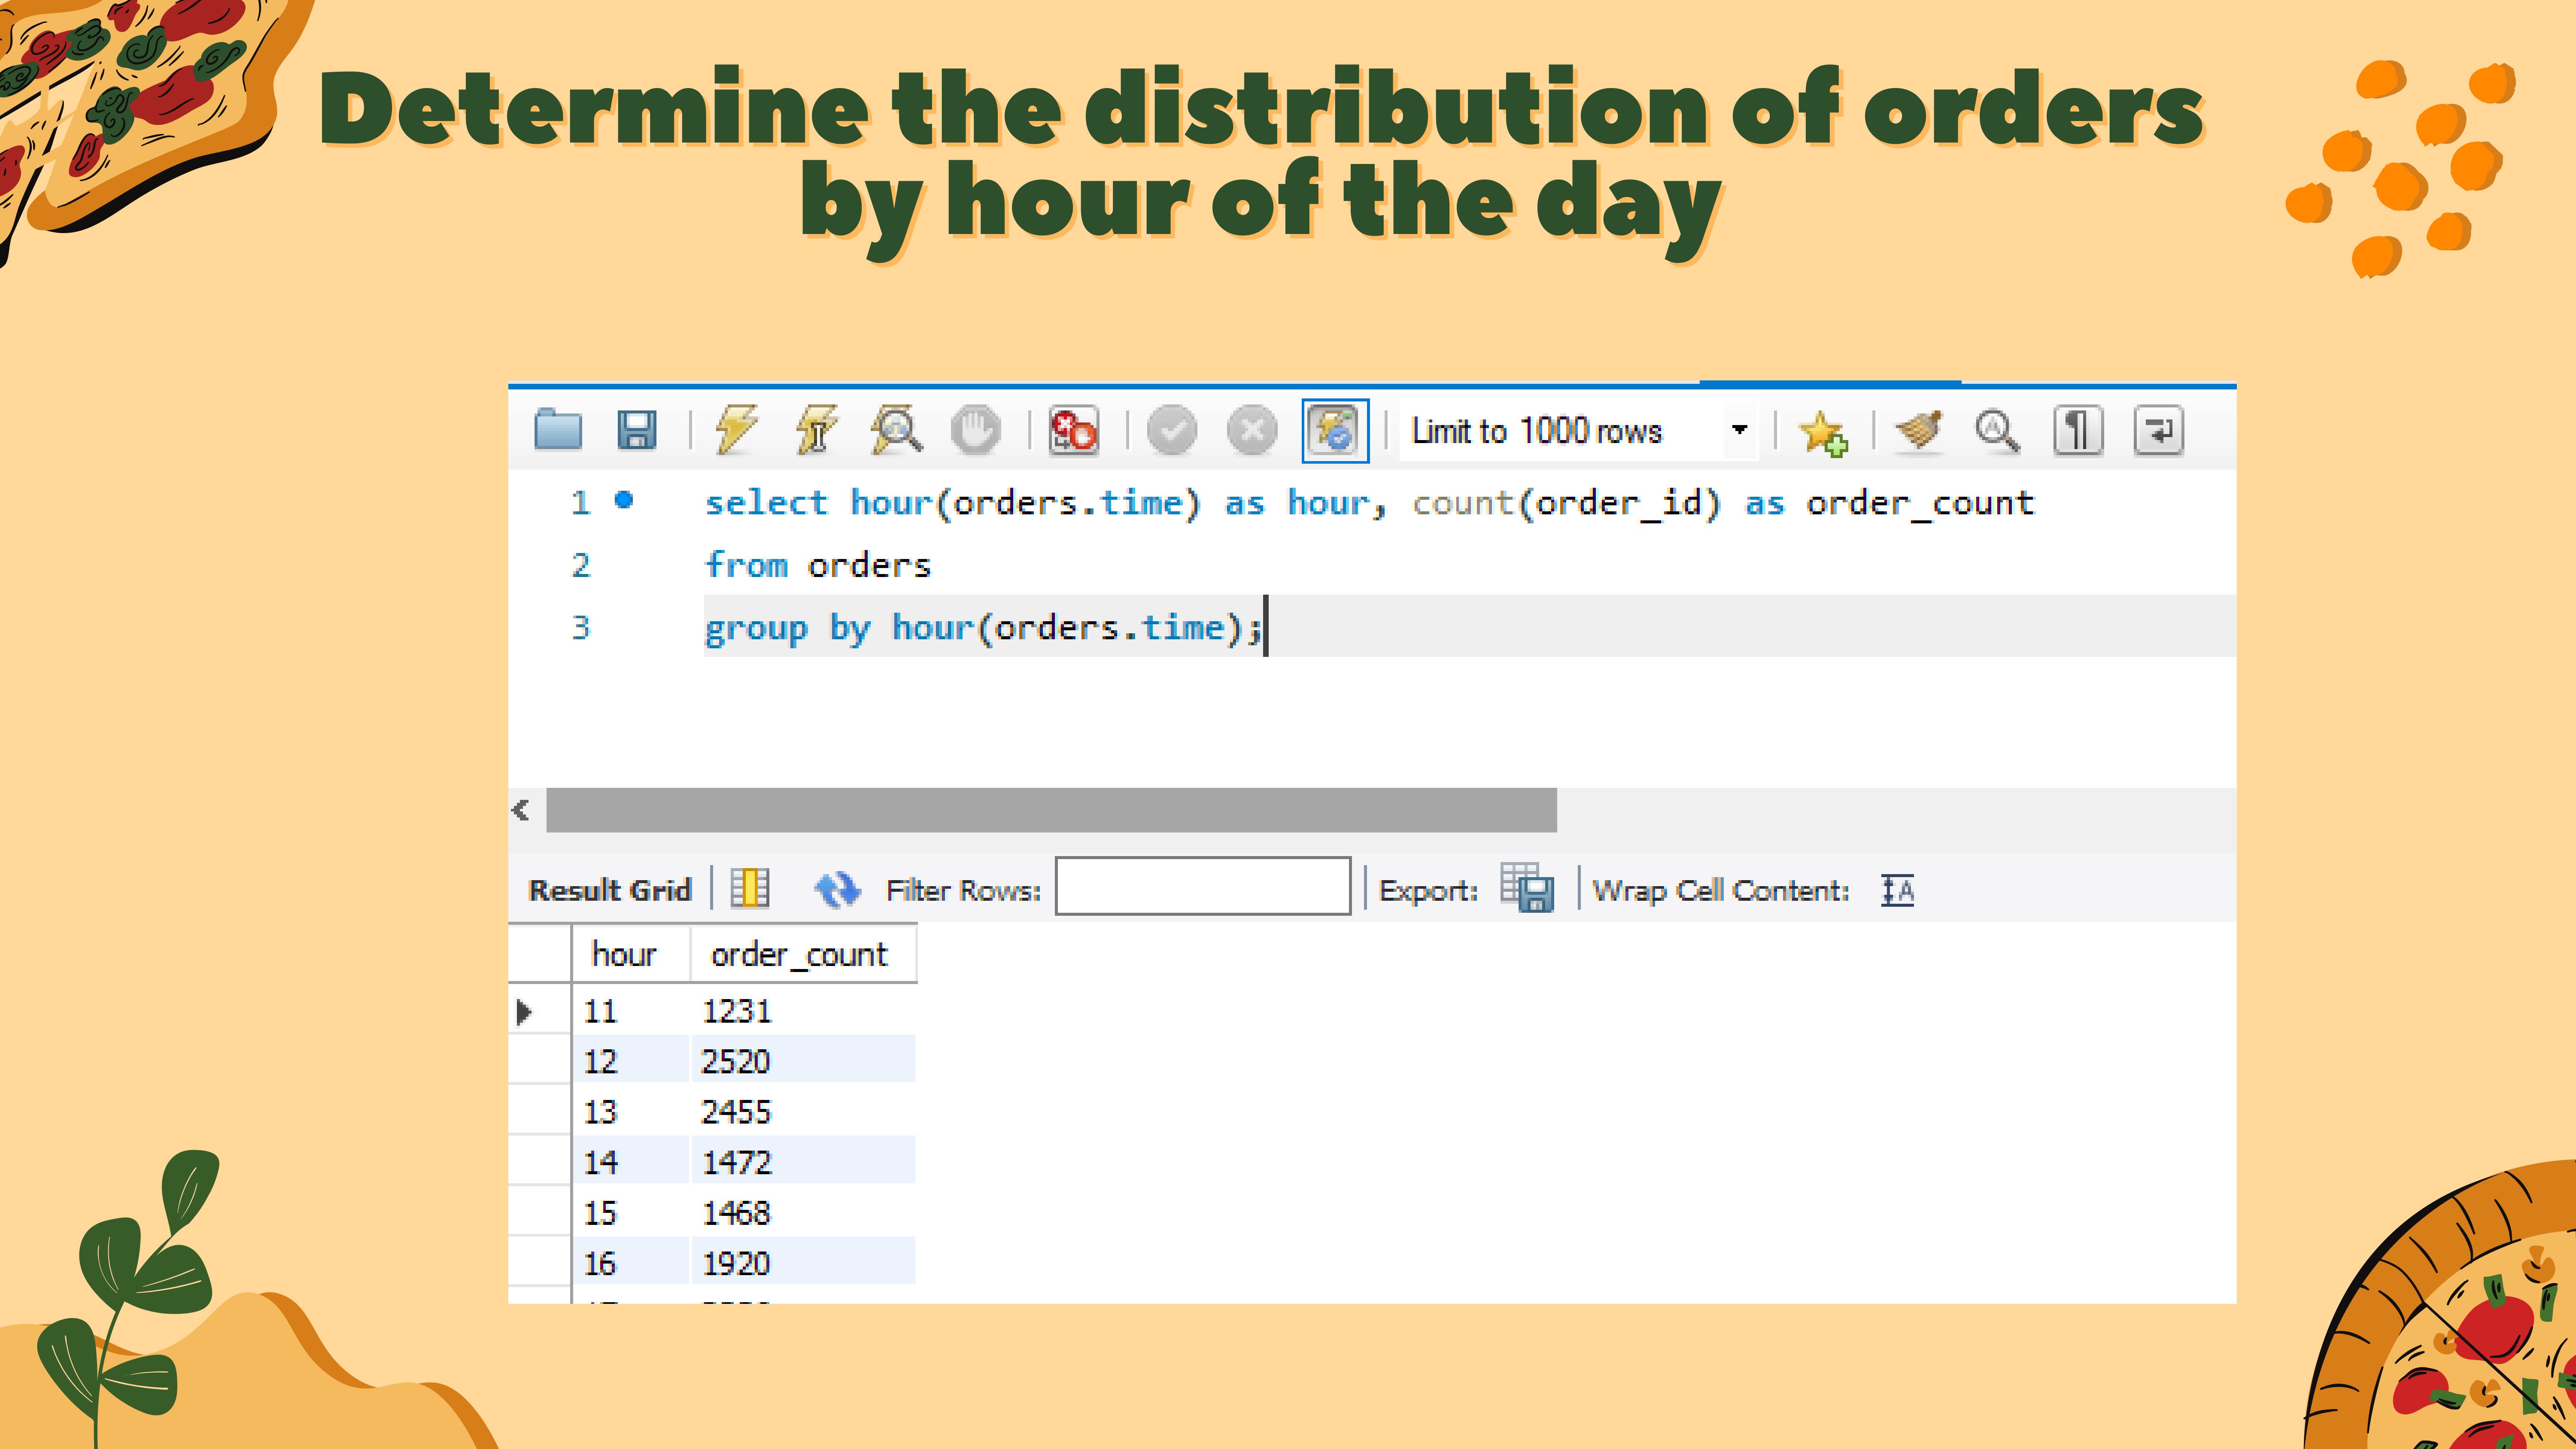 Determine the distribution of orders
by hour of the day
Limit to 1000 rows
1 select hour(orders.time) as hour, count(order_id) as order_count
2 from orders
3 group by hour(orders.time);
Result Grid Filter Rows: Export: Wrap Cell Content:
hour order_count
11 1231
12 2520
13 2455
14 1472
15 1468
16 1920